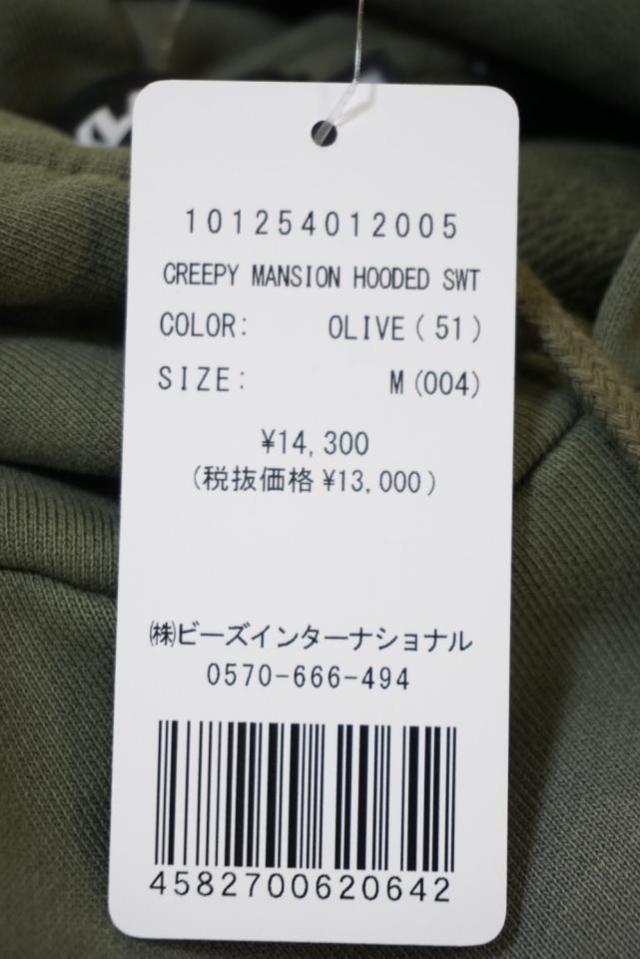 101254012005
CREEPY MANSION HOODED SWT
COLOR: OLIVE(51)
SIZE: M(004)
¥14,300
(税抜価格 ¥13,000)
㈱ビーズインターナショナル
0570-666-494
4582700620642